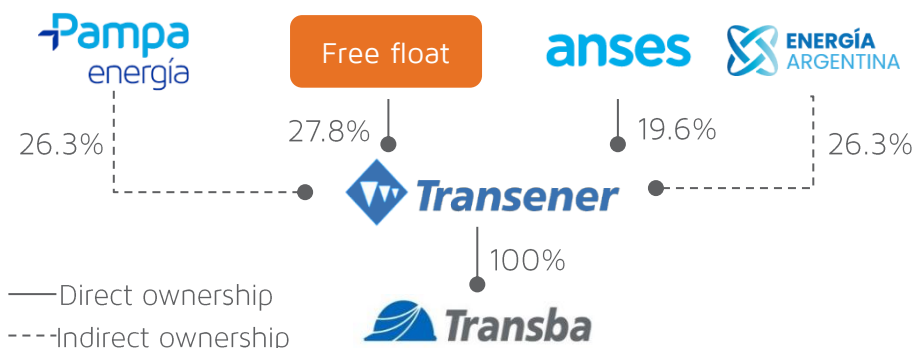 Pampa
energía
Free float
anses
ENERGÍA
ARGENTINA
26.3%
27.8%
19.6%
26.3%
Transener
100%
Direct ownership
Indirect ownership
Transba